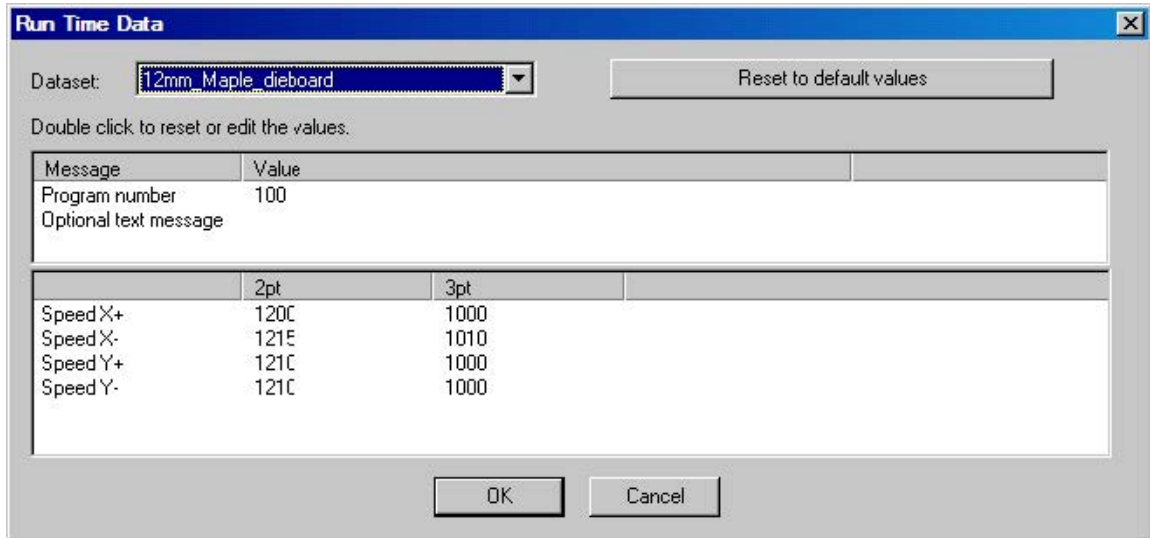 Run Time Data
Dataset: 12mm_Maple_dieboard Reset to default values
Double click to reset or edit the values.
Message Value
Program number 100
Optional text message
2pt 3pt
Speed X+ 1200 1000
Speed X- 1215 1010
Speed Y+ 1210 1000
Speed Y- 1210 1000
OK Cancel